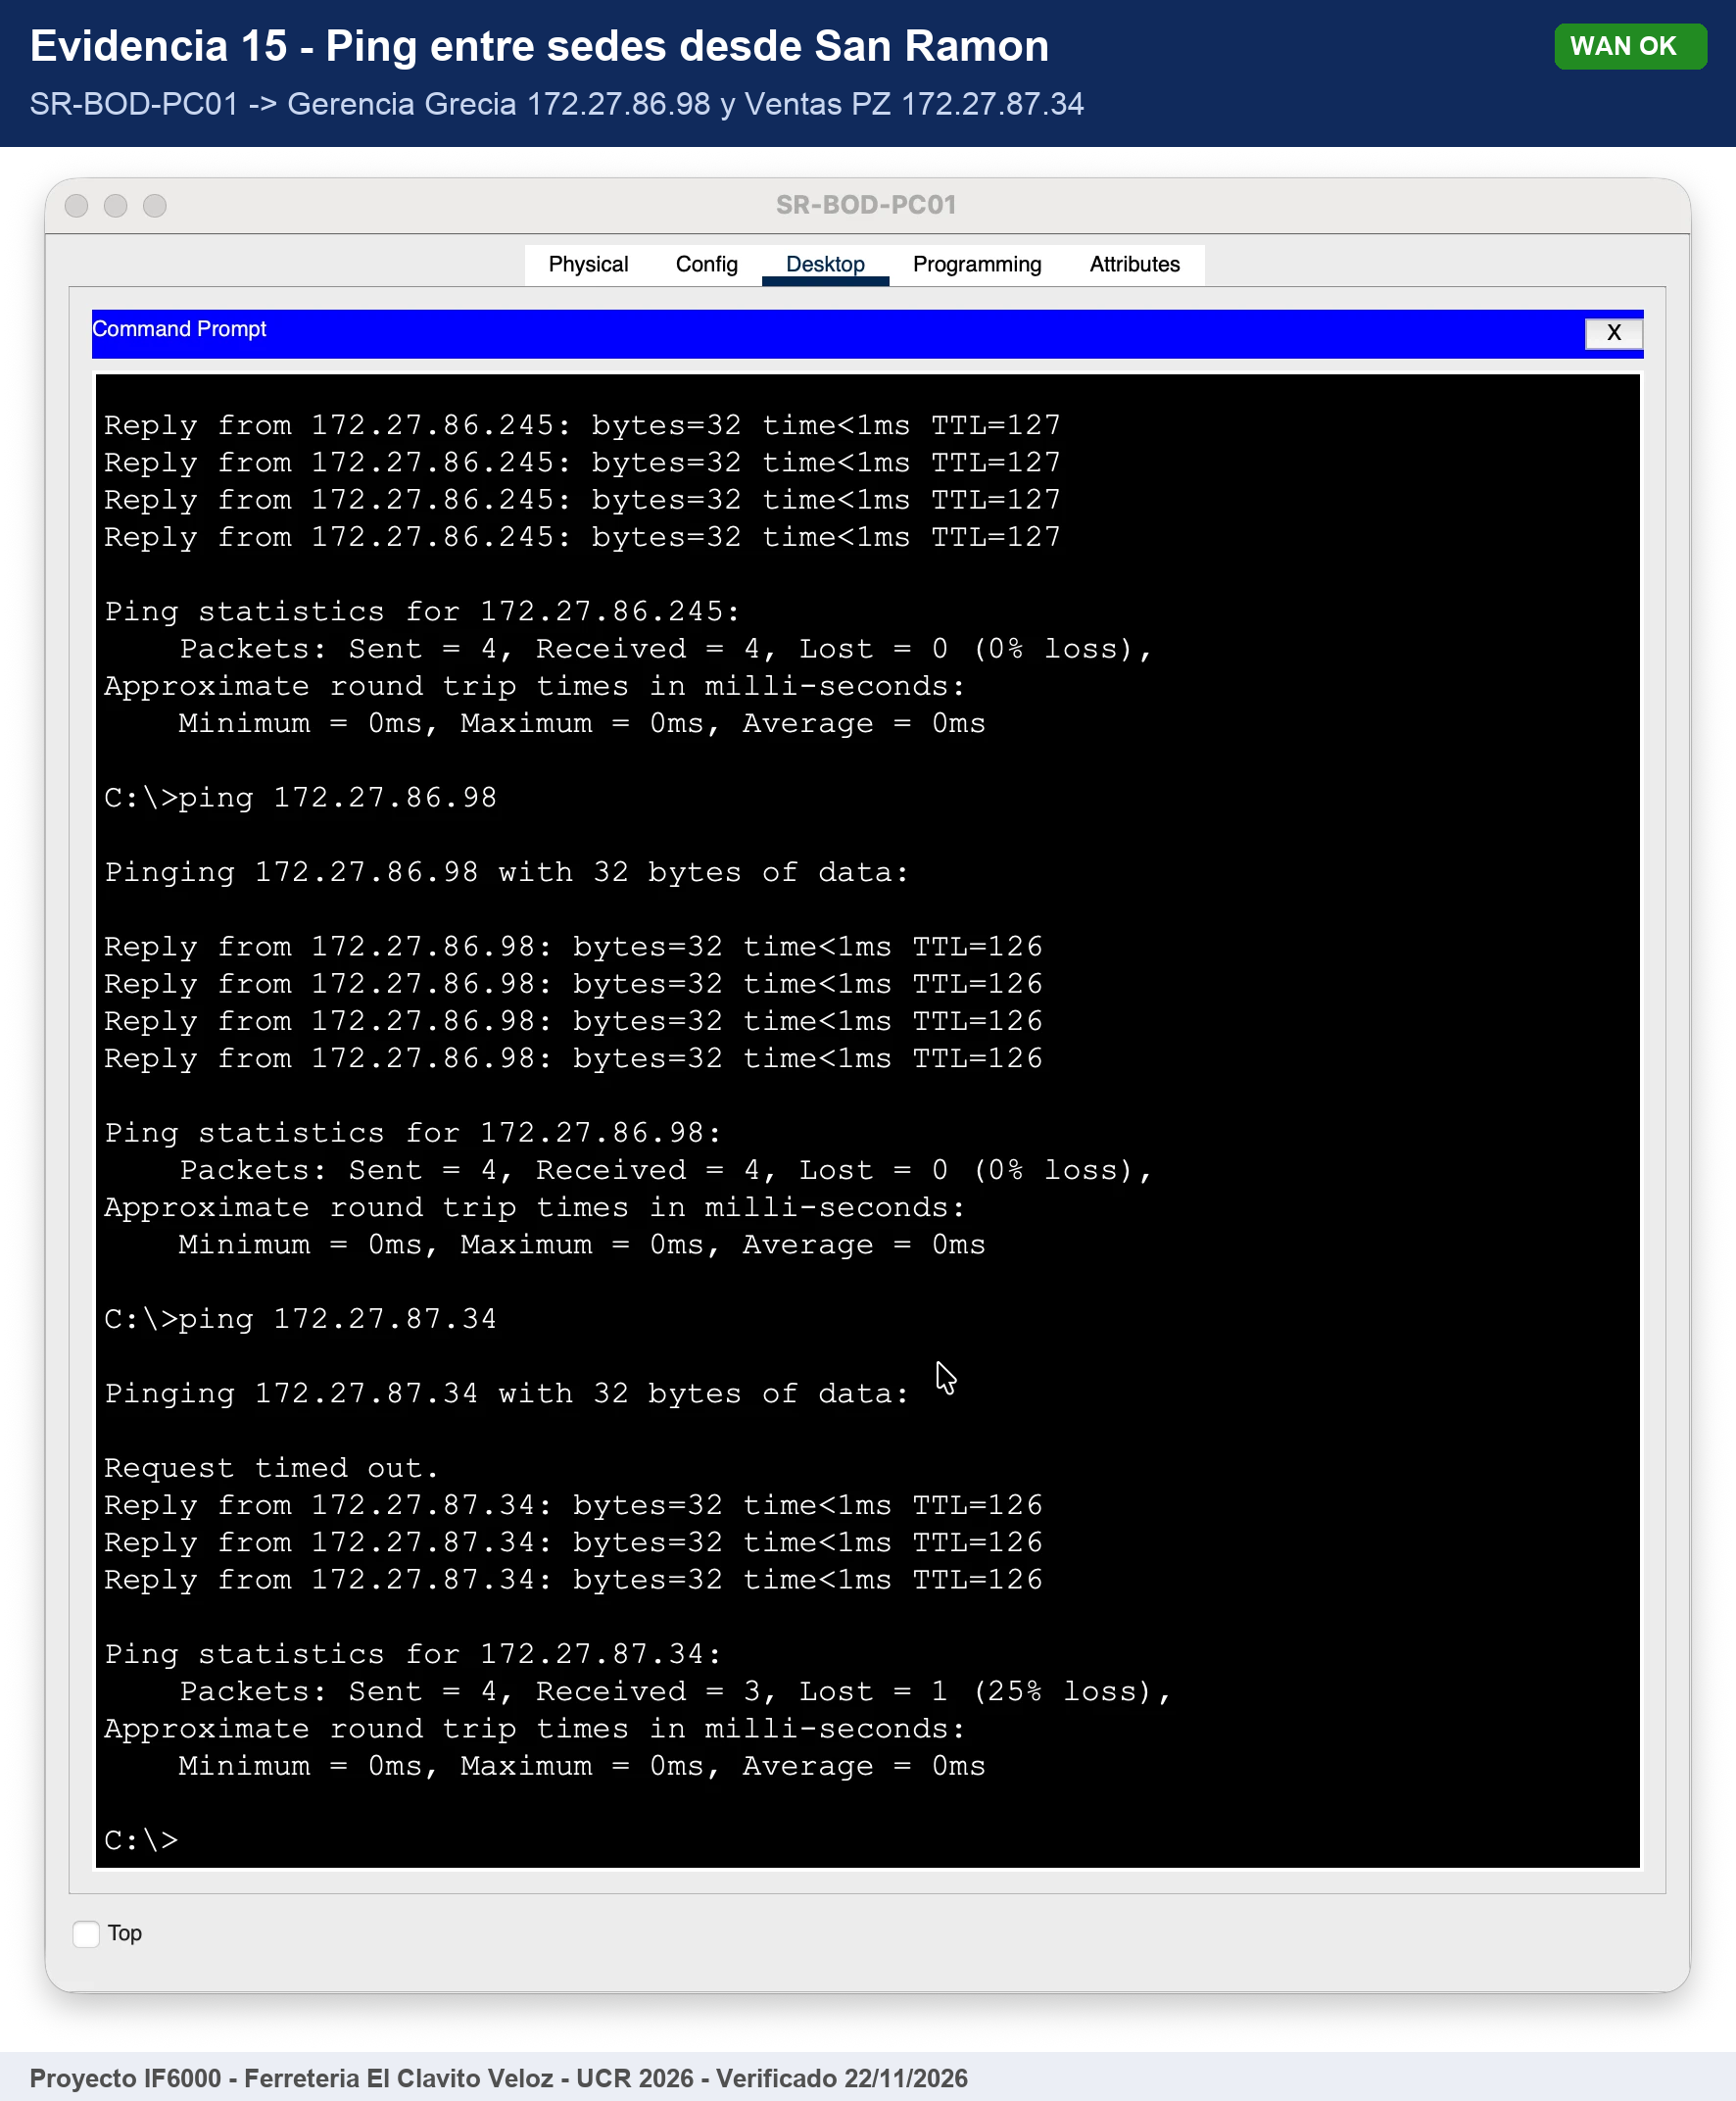 Evidencia 15 - Ping entre sedes desde San Ramon
WAN OK
SR-BOD-PC01 -> Gerencia Grecia 172.27.86.98 y Ventas PZ 172.27.87.34
SR-BOD-PC01
Physical Config Desktop Programming Attributes
Command Prompt
X
Reply from 172.27.86.245: bytes=32 time<1ms TTL=127
Reply from 172.27.86.245: bytes=32 time<1ms TTL=127
Reply from 172.27.86.245: bytes=32 time<1ms TTL=127
Reply from 172.27.86.245: bytes=32 time<1ms TTL=127
Ping statistics for 172.27.86.245:
Packets: Sent = 4, Received = 4, Lost = 0 (0% loss),
Approximate round trip times in milli-seconds:
Minimum = 0ms, Maximum = 0ms, Average = 0ms
C:\>ping 172.27.86.98
Pinging 172.27.86.98 with 32 bytes of data:
Reply from 172.27.86.98: bytes=32 time<1ms TTL=126
Reply from 172.27.86.98: bytes=32 time<1ms TTL=126
Reply from 172.27.86.98: bytes=32 time<1ms TTL=126
Reply from 172.27.86.98: bytes=32 time<1ms TTL=126
Ping statistics for 172.27.86.98:
Packets: Sent = 4, Received = 4, Lost = 0 (0% loss),
Approximate round trip times in milli-seconds:
Minimum = 0ms, Maximum = 0ms, Average = 0ms
C:\>ping 172.27.87.34
Pinging 172.27.87.34 with 32 bytes of data:
Request timed out.
Reply from 172.27.87.34: bytes=32 time<1ms TTL=126
Reply from 172.27.87.34: bytes=32 time<1ms TTL=126
Reply from 172.27.87.34: bytes=32 time<1ms TTL=126
Ping statistics for 172.27.87.34:
Packets: Sent = 4, Received = 3, Lost = 1 (25% loss),
Approximate round trip times in milli-seconds:
Minimum = 0ms, Maximum = 0ms, Average = 0ms
C:\>
Top
Proyecto IF6000 - Ferreteria El Clavito Veloz - UCR 2026 - Verificado 22/11/2026